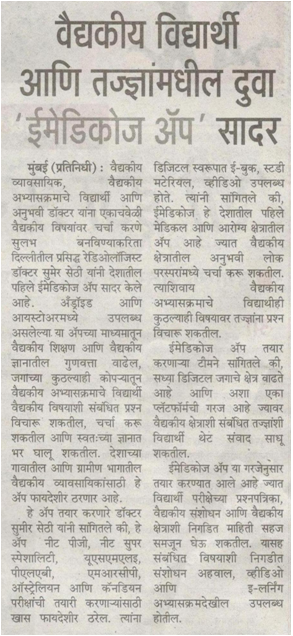 वैद्यकीय विद्यार्थी
आणि तज्ज्ञांमधील दुवा
'ईमेडिकोज ॲप' सादर
मुंबई (प्रतिनिधी) : वैद्यकीय
व्यावसायिक, वैद्यकीय
अभ्यासक्रमाचे विद्यार्थी आणि
अनुभवी डॉक्टर यांना एकाचवेळी
वैद्यकीय विषयांवर चर्चा करणे
सुलभ बनविण्याकरिता
दिल्लीतील प्रसिद्ध रेडिओलॉजिस्ट
डॉक्टर सुमेर सेठी यांनी देशातील
पहिले ईमेडिकोज ॲप सादर केले
आहे. अँड्रॉइड आणि
आयस्टोअरमध्ये उपलब्ध
असलेल्या या ॲपच्या माध्यमातून
वैद्यकीय शिक्षण आणि वैद्यकीय
ज्ञानातील गुणवत्ता वाढेल,
जगाच्या कुठल्याही कोपऱ्यातून
वैद्यकीय अभ्यासक्रमाचे विद्यार्थी
वैद्यकीय विषयाशी संबंधित प्रश्न
विचारू शकतील, चर्चा करू
शकतील आणि स्वतःच्या ज्ञानात
भर घालू शकतील. देशाच्या
गावातील आणि ग्रामीण भागातील
वैद्यकीय व्यावसायिकांसाठी हे
ॲप फायदेशीर ठरणार आहे.
हे ॲप तयार करणारे डॉक्टर
सुमीर सेठी यांनी सांगितले की, हे
ॲप नीट पीजी, नीट सुपर
स्पेशालिटी, यूएसएमएलइ,
पीएलएबी, एमआरसीपी,
ऑस्ट्रेलियन आणि कॅनडियन
परीक्षांची तयारी करणाऱ्यांसाठी
खास फायदेशीर ठरेल. त्यांना
डिजिटल स्वरूपात ई-बुक, स्टडी
मटेरियल, व्हीडिओ उपलब्ध
होते. त्यांनी सांगितले की,
ईमेडिकोज हे देशातील पहिले
मेडिकल आणि आरोग्य क्षेत्रातील
ॲप आहे ज्यात वैद्यकीय
क्षेत्रातील अनुभवी लोक
परस्परांमध्ये चर्चा करू शकतील.
त्याशिवाय वैद्यकीय
अभ्यासक्रमाचे विद्यार्थीही
कुठल्याही विषयावर तज्ज्ञांना प्रश्न
विचारू शकतील.
ईमेडिकोज ॲप तयार
करणाऱ्या टीमने सांगितले की,
सध्या डिजिटल जगाचे क्षेत्र वाढते
आहे आणि अशा एका
प्लॅटफॉर्मची गरज आहे ज्यावर
वैद्यकीय क्षेत्राशी संबंधित तज्ज्ञांशी
विद्यार्थी थेट संवाद साधू
शकतील.
ईमेडिकोज ॲप या गरजेनुसार
तयार करण्यात आले आहे ज्यात
विद्यार्थी परीक्षेच्या प्रश्नपत्रिका,
वैद्यकीय संशोधन आणि वैद्यकीय
क्षेत्राशी निगडित माहिती सहज
समजून घेऊ शकतील. यासह
संबंधित विषयाशी निगडीत
संशोधन अहवाल, व्हीडिओ
आणि इ-लर्निंग
अभ्यासक्रमदेखील उपलब्ध
होतील.